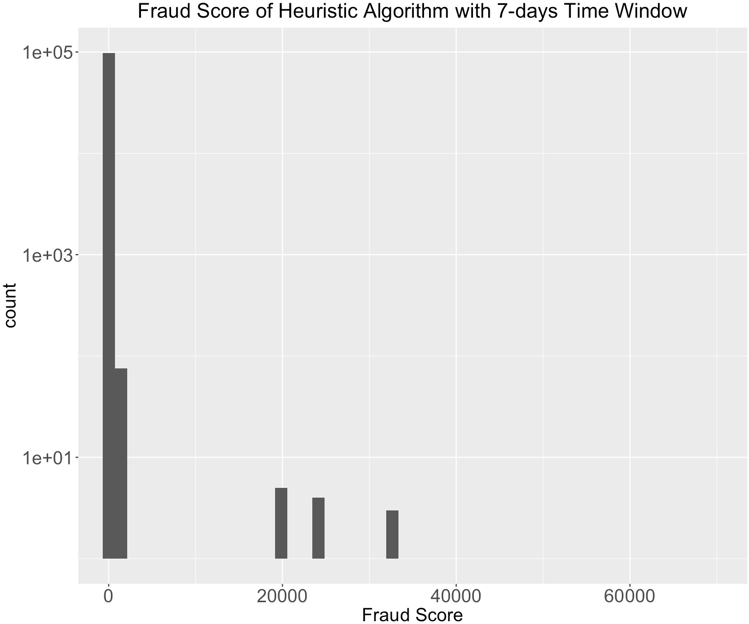 Fraud Score of Heuristic Algorithm with 7-days Time Window
1e+05
1e+03
count
1e+01
0
20000
40000
60000
Fraud Score